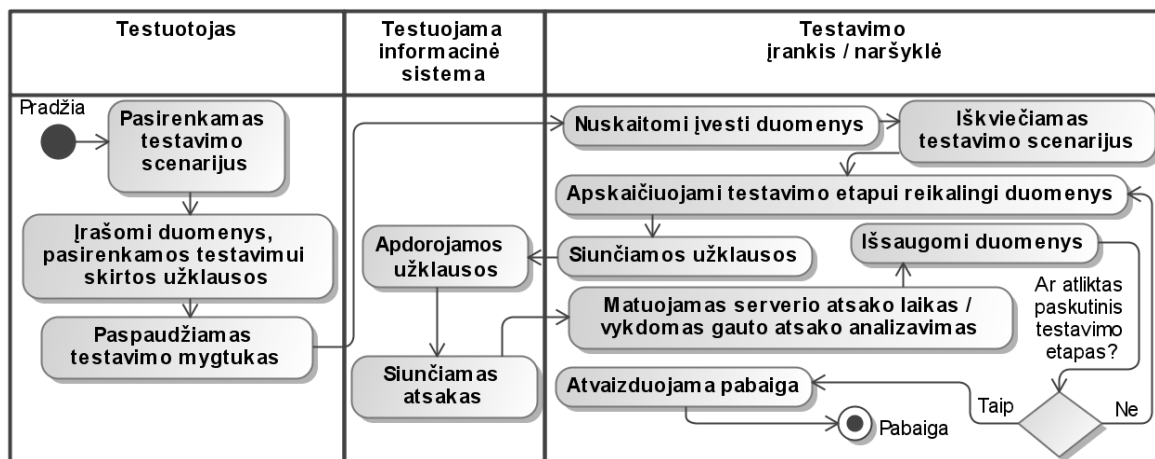 Testuotojas
Testuojama
informacinė
sistema
Testavimo
įrankis / naršyklė
Pradžia
Pasirenkamas
testavimo
scenarijus
Įrašomi duomenys,
pasirenkamos testavimui
skirtos užklausos
Paspaudžiamas
testavimo mygtukas
Nuskaitomi įvesti duomenys
Iškviečiamas
testavimo scenarijus
Apskaičiuojami testavimo etapui reikalingi duomenys
Siunčiamos užklausos
Apdorojamos
užklausos
Siunčiamas
atsakas
Matuojamas serverio atsako laikas /
vykdomas gauto atsako analizavimas
Išsaugomi duomenys
Ar atliktas
paskutinis
testavimo
etapas?
Taip
Ne
Atvaizduojama pabaiga
Pabaiga